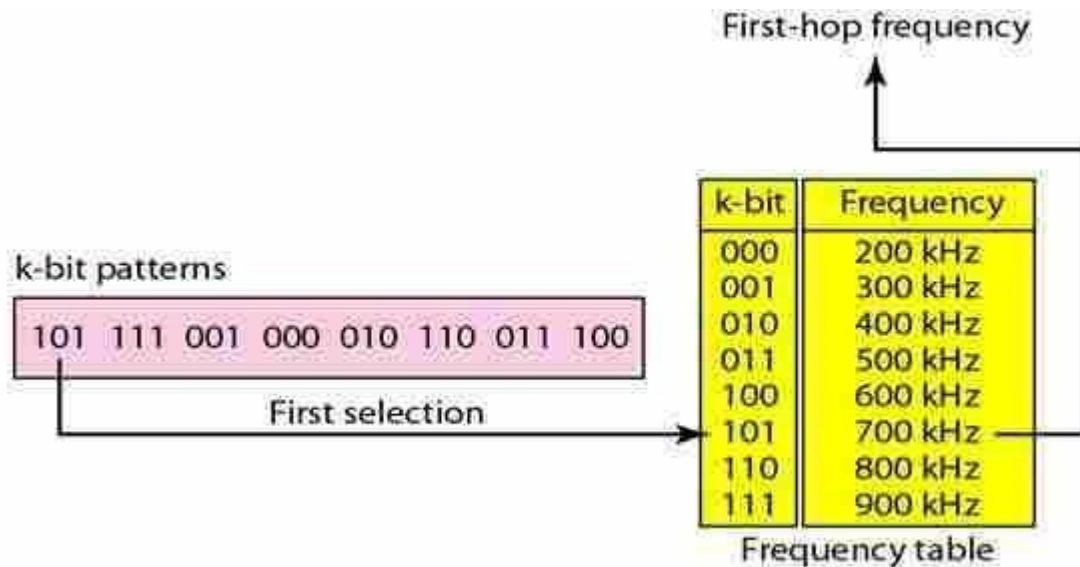 First-hop frequency
k-bit patterns
101 111 001 000 010 110 011 100
First selection
k-bit Frequency
000 200 kHz
001 300 kHz
010 400 kHz
011 500 kHz
100 600 kHz
101 700 kHz
110 800 kHz
111 900 kHz
Frequency table